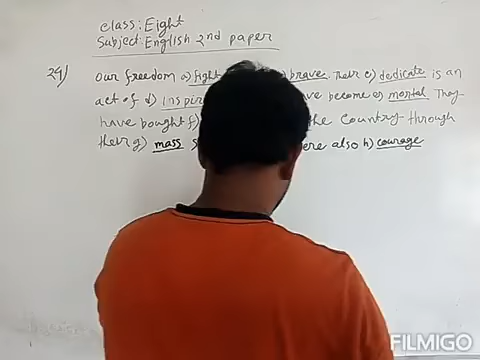 class: Eight
Subject: English 2nd paper
24) Our freedom a) fight brave. Their c) dedicate is an
act of d) inspir ve become e) mortal They
have bought f) the Country through
their g) mass s ere also h) courage
FILMIGO